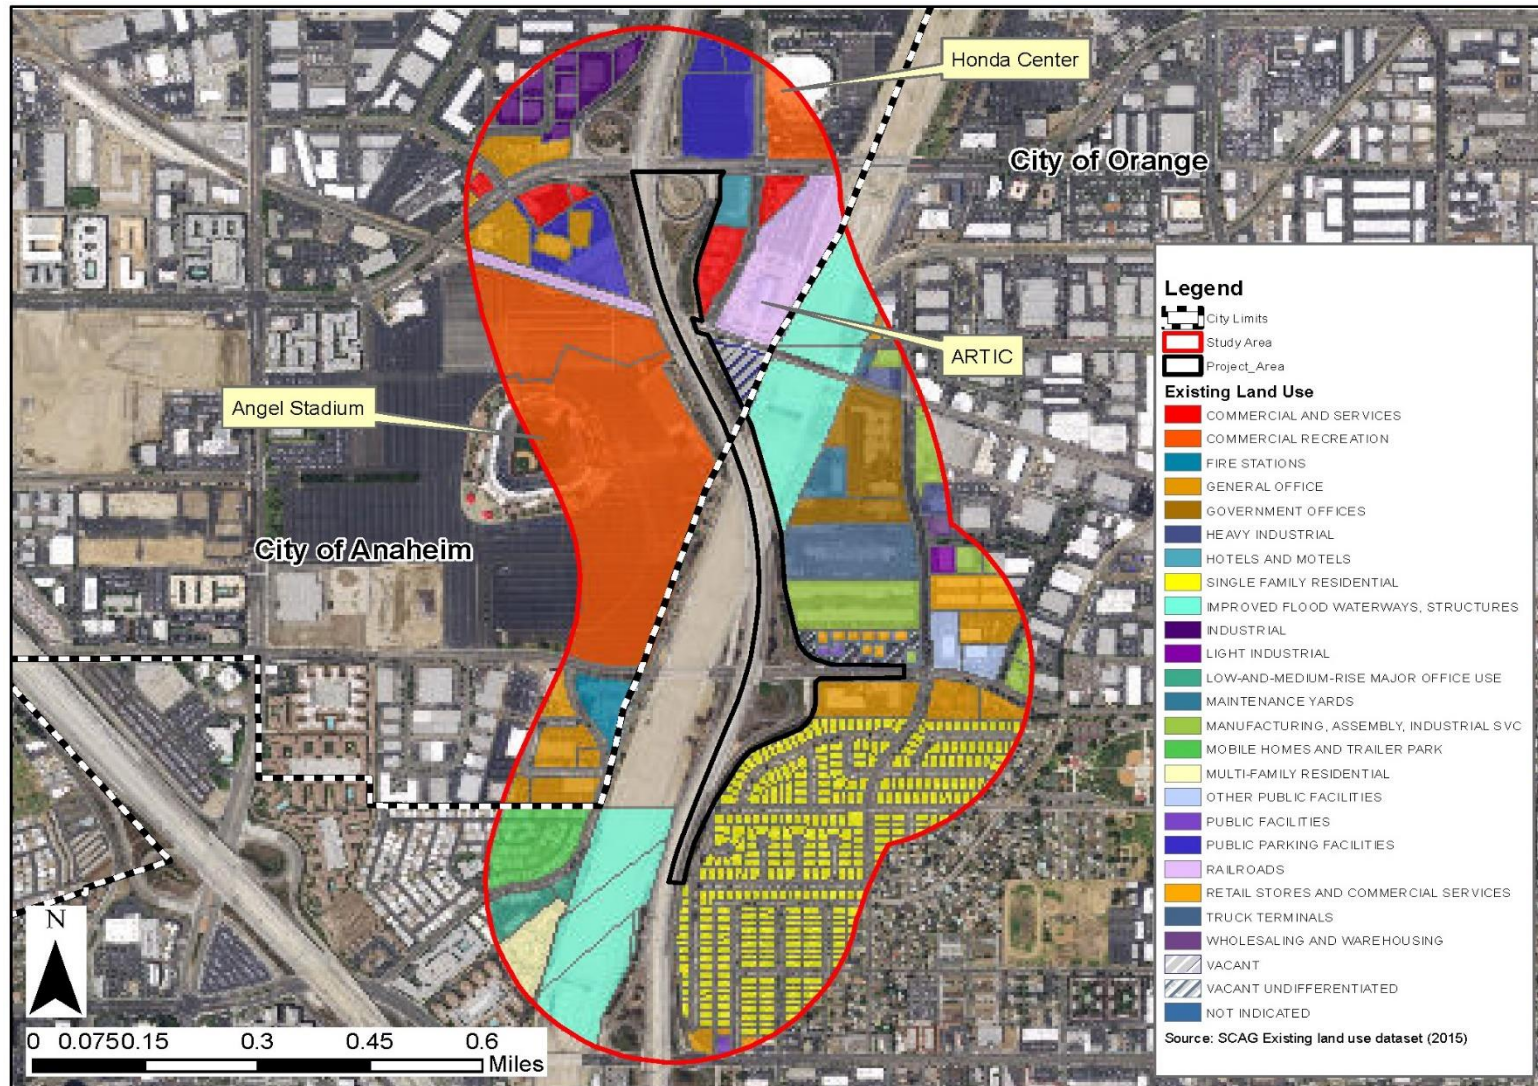 Honda Center
City of Orange
ARTIC
Angel Stadium
City of Anaheim
Legend
City Limits
Study Area
Project_Area
Existing Land Use
COMMERCIAL AND SERVICES
COMMERCIAL RECREATION
FIRE STATIONS
GENERAL OFFICE
GOVERNMENT OFFICES
HEAVY INDUSTRIAL
HOTELS AND MOTELS
SINGLE FAMILY RESIDENTIAL
IMPROVED FLOOD WATERWAYS, STRUCTURES
INDUSTRIAL
LIGHT INDUSTRIAL
LOW-AND-MEDIUM-RISE MAJOR OFFICE USE
MAINTENANCE YARDS
MANUFACTURING, ASSEMBLY, INDUSTRIAL SVC
MOBILE HOMES AND TRAILER PARK
MULTI-FAMILY RESIDENTIAL
OTHER PUBLIC FACILITIES
PUBLIC FACILITIES
PUBLIC PARKING FACILITIES
RAILROADS
RETAIL STORES AND COMMERCIAL SERVICES
TRUCK TERMINALS
WHOLESALING AND WAREHOUSING
VACANT
VACANT UNDIFFERENTIATED
NOT INDICATED
Source: SCAG Existing land use dataset (2015)
N
0 0.075 0.15 0.3 0.45 0.6
Miles